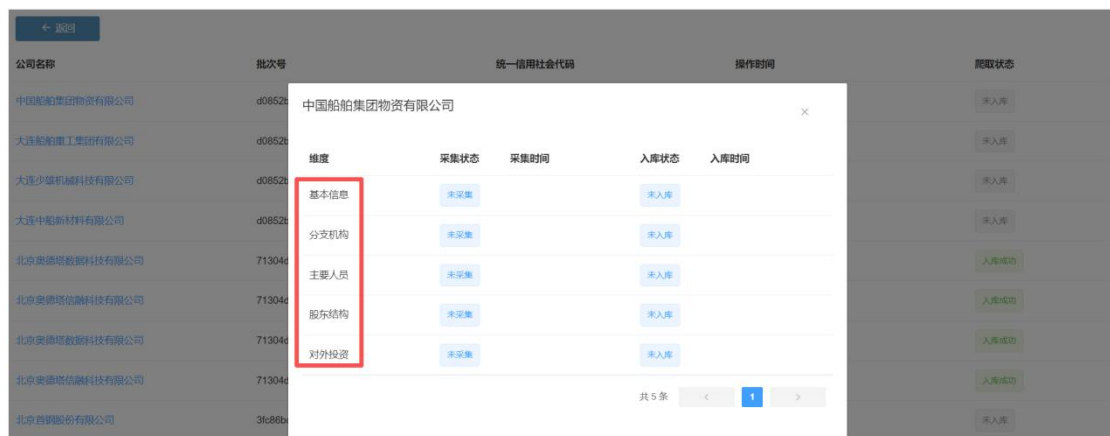 ← 返回
公司名称 批次号 统一信用社会代码 操作时间 爬取状态
中国船舶集团物资有限公司 d0852b 未入库
大连船舶重工集团有限公司 d0852b 未入库
大连少雄机械科技有限公司 d0852b 未入库
大连中船新材料有限公司 d0852b 未入库
北京奥德塔数据科技有限公司 71304d 入库成功
北京奥德塔信融科技有限公司 71304d 入库成功
北京奥德塔数据科技有限公司 71304d 入库成功
北京奥德塔信融科技有限公司 71304d 入库成功
北京首钢股份有限公司 3fc86b 未入库
中国船舶集团物资有限公司 ×
维度 采集状态 采集时间 入库状态 入库时间
基本信息 未采集 未入库
分支机构 未采集 未入库
主要人员 未采集 未入库
股东结构 未采集 未入库
对外投资 未采集 未入库
共 5 条 < 1 >